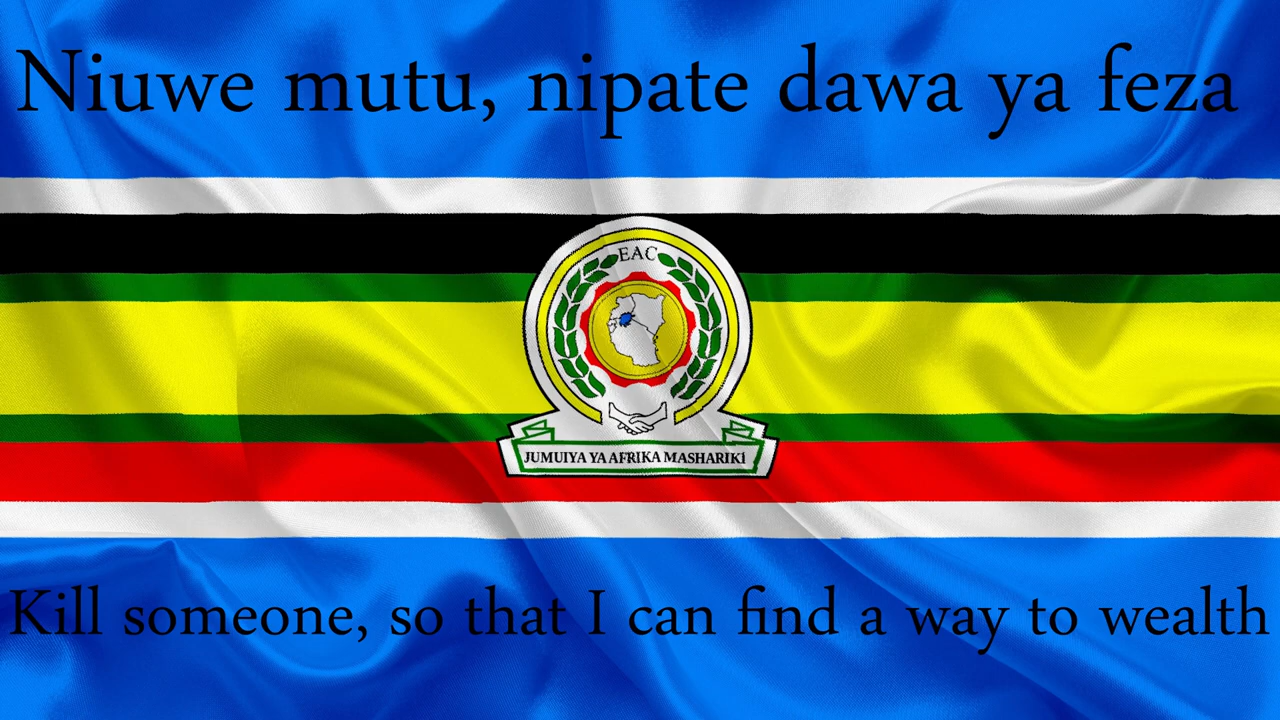 Niuwe mutu, nipate dawa ya feza
EAC
JUMUIYA YA AFRIKA MASHARIKI
Kill someone, so that I can find a way to wealth